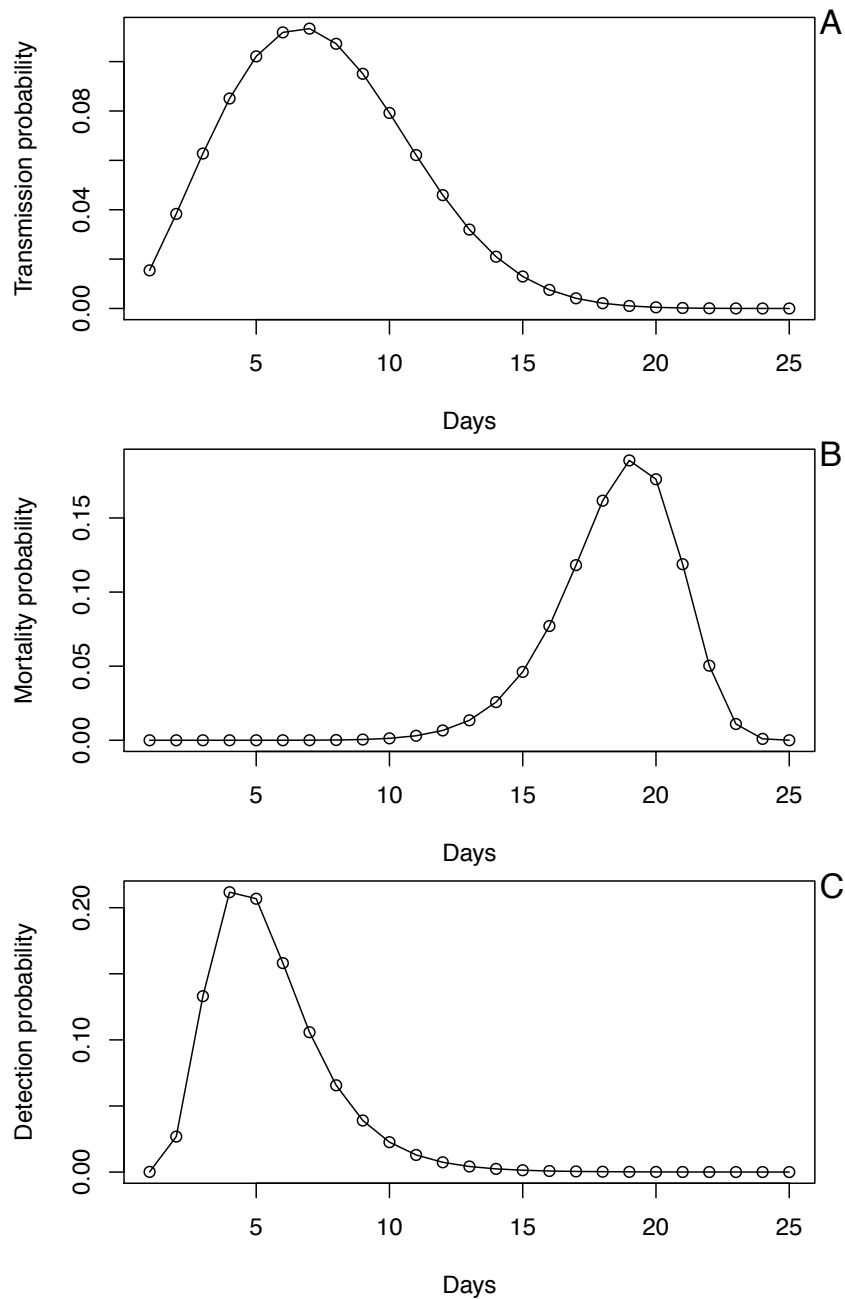 A
Transmission probability
0.08
0.04
0.00
5 10 15 20 25
Days
B
Mortality probability
0.15
0.10
0.05
0.00
5 10 15 20 25
Days
C
Detection probability
0.20
0.10
0.00
5 10 15 20 25
Days